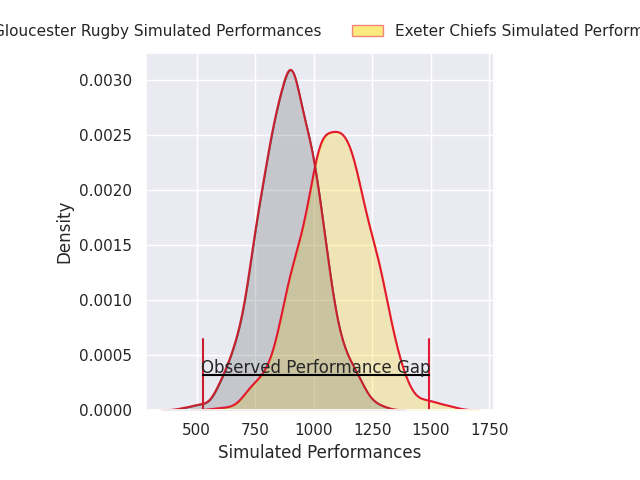 Gloucester Rugby Simulated Performances
Exeter Chiefs Simulated
Density
0.0030
0.0025
0.0020
0.0015
0.0010
0.0005
0.0000
Observed Performance Gap
500 750 1000 1250 1500 1750
Simulated Performances